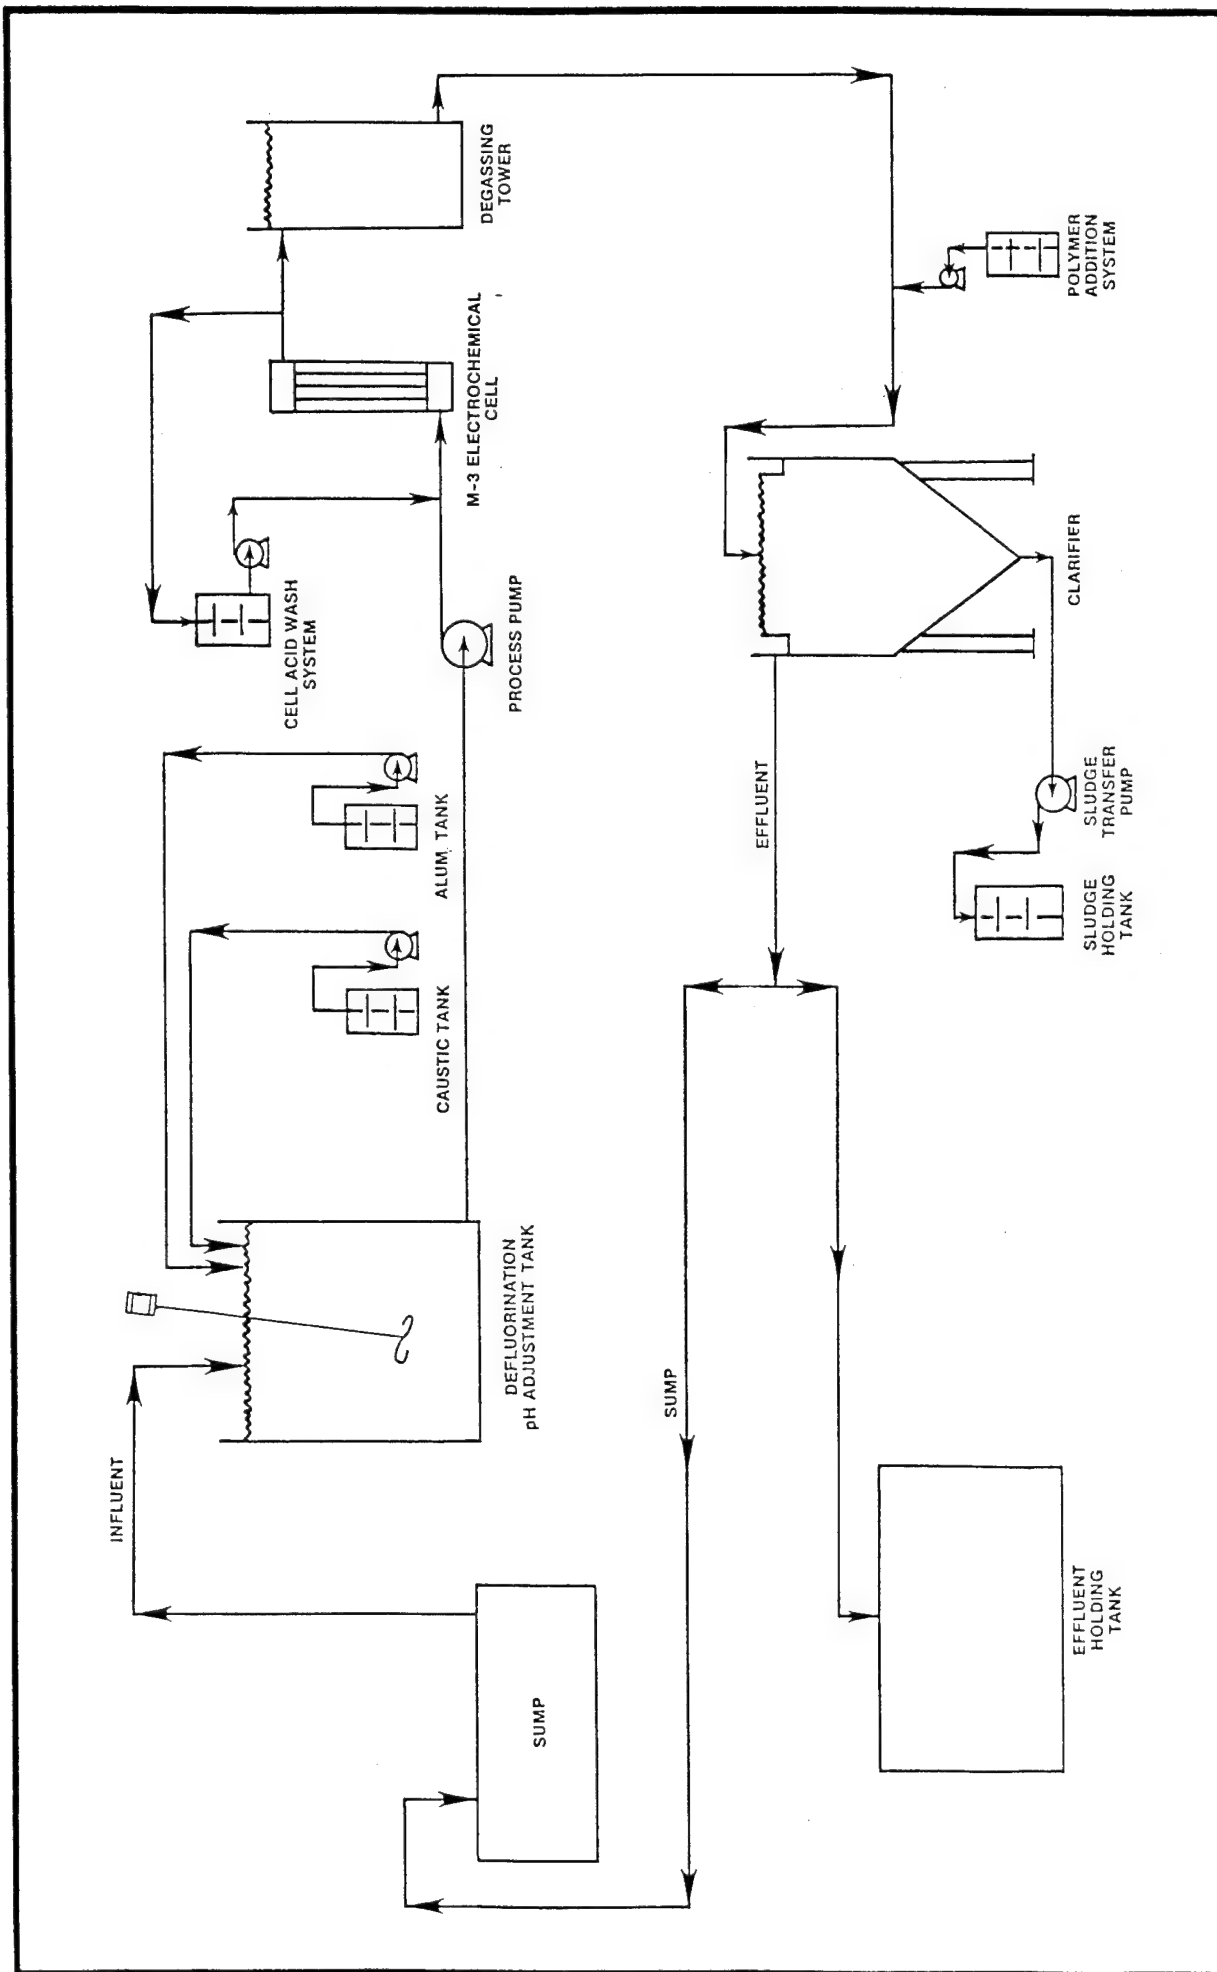 INFLUENT
SUMP
DEFLUORINATION
pH ADJUSTMENT TANK
CAUSTIC TANK
ALUM. TANK
CELL ACID WASH
SYSTEM
PROCESS PUMP
M-3 ELECTROCHEMICAL
CELL
DEGASSING
TOWER
SUMP
EFFLUENT
EFFLUENT
HOLDING
TANK
SLUDGE
HOLDING
TANK
SLUDGE
TRANSFER
PUMP
CLARIFIER
POLYMER
ADDITION
SYSTEM